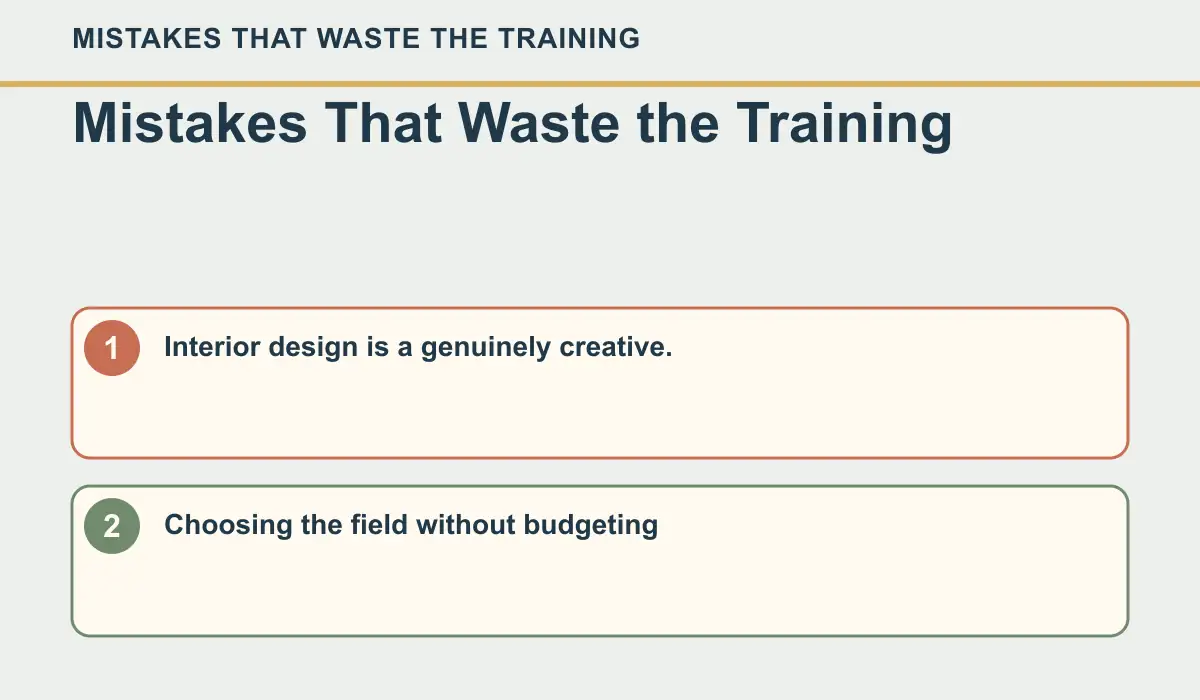 MISTAKES THAT WASTE THE TRAINING
Mistakes That Waste the Training
1
Interior design is a genuinely creative.
2
Choosing the field without budgeting